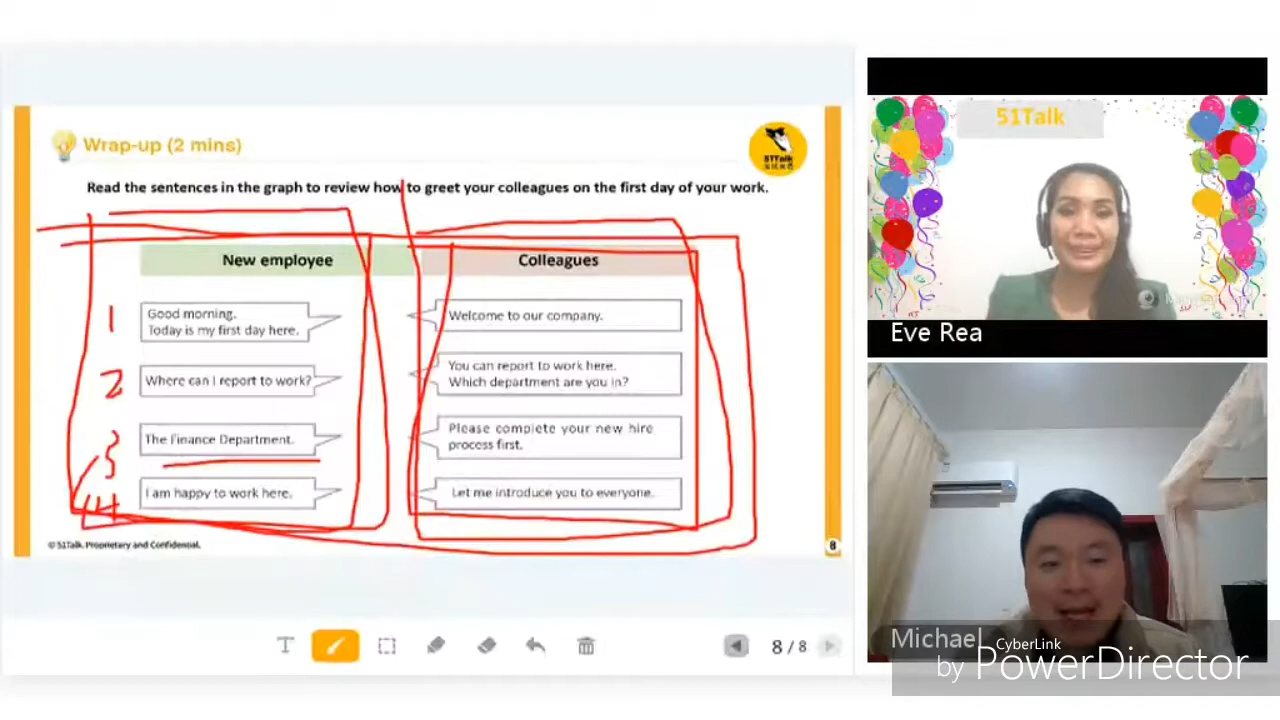 Wrap-up (2 mins)
51Talk
Read the sentences in the graph to review how to greet your colleagues on the first day of your work.
New employee
Colleagues
1
Good morning.
Today is my first day here.
Welcome to our company.
2
Where can I report to work?
You can report to work here.
Which department are you in?
3
The Finance Department.
Please complete your new hire
process first.
4
I am happy to work here.
Let me introduce you to everyone.
© 51Talk. Proprietary and Confidential.
8
T
8 / 8
51Talk
Eve Rea
Michael
CyberLink
by PowerDirector